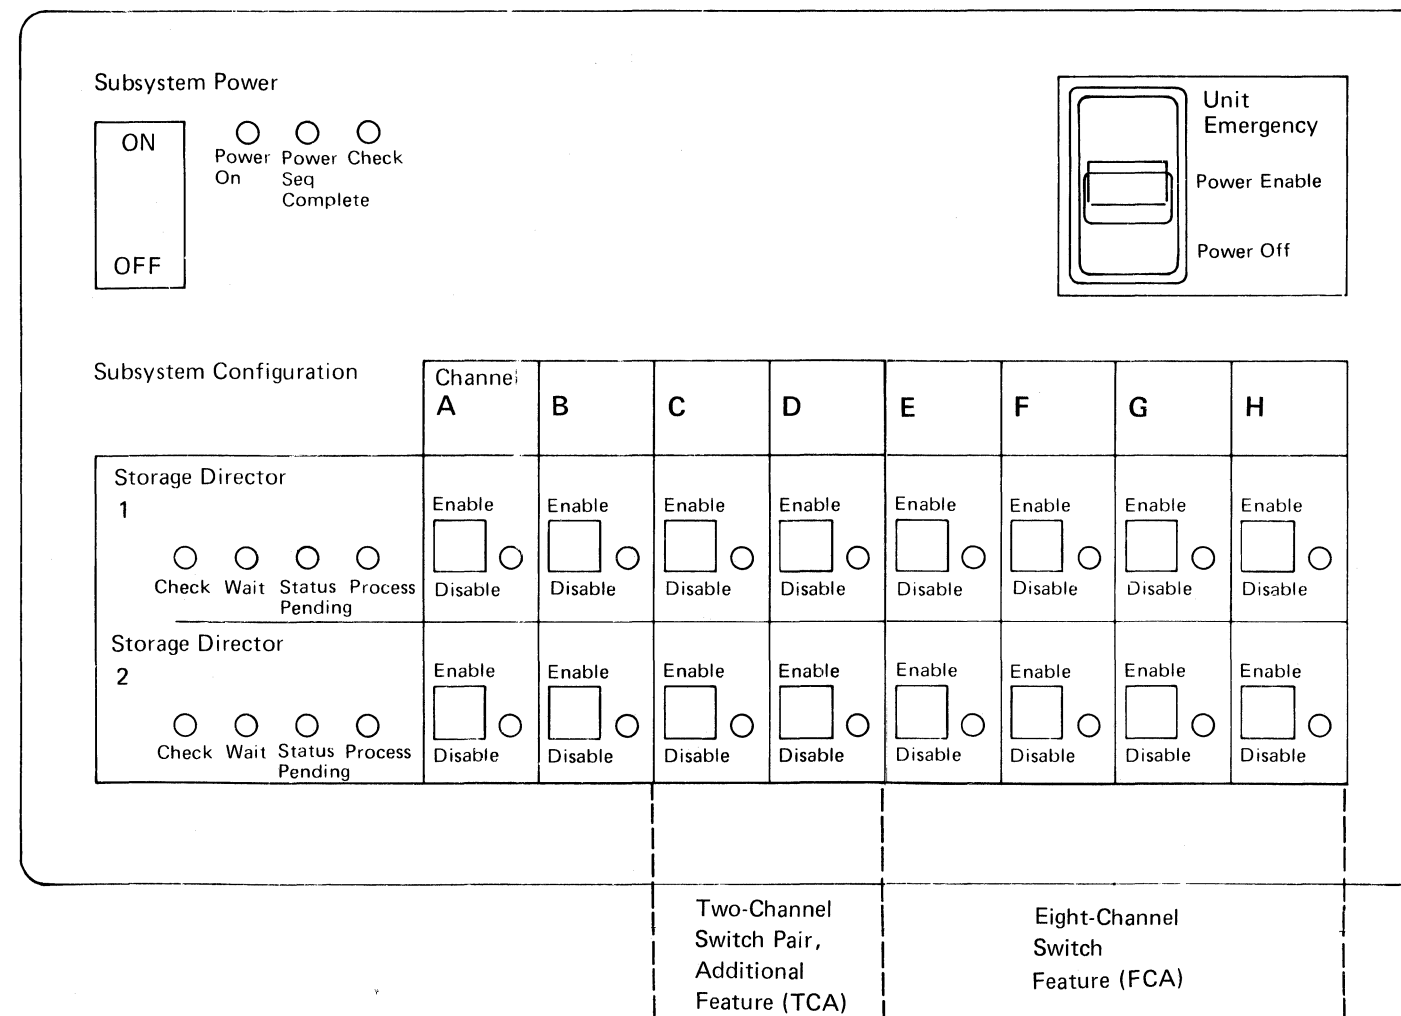 Subsystem Power
ON
OFF
Power On
Power Seq Complete
Check
Unit
Emergency
Power Enable
Power Off
Subsystem Configuration
Channel
A B C D E F G H
Storage Director
1
Enable Enable Enable Enable Enable Enable Enable Enable
Check Wait Status Pending Process
Disable Disable Disable Disable Disable Disable Disable Disable
Storage Director
2
Enable Enable Enable Enable Enable Enable Enable Enable
Check Wait Status Pending Process
Disable Disable Disable Disable Disable Disable Disable Disable
Two-Channel
Switch Pair,
Additional
Feature (TCA)
Eight-Channel
Switch
Feature (FCA)